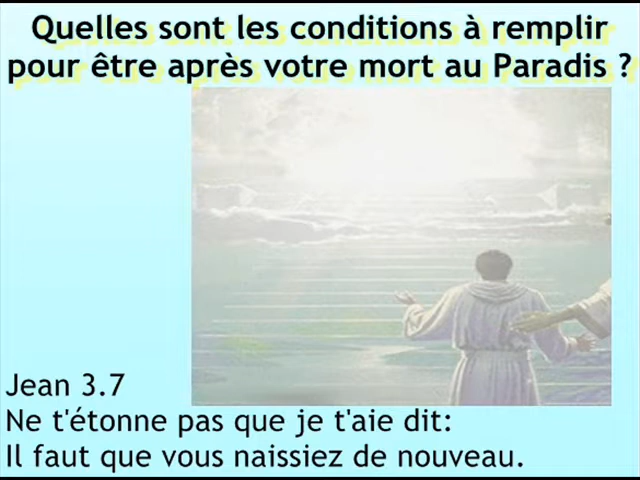 Quelles sont les conditions à remplir
pour être après votre mort au Paradis ?
Jean 3.7
Ne t'étonne pas que je t'aie dit:
Il faut que vous naissiez de nouveau.